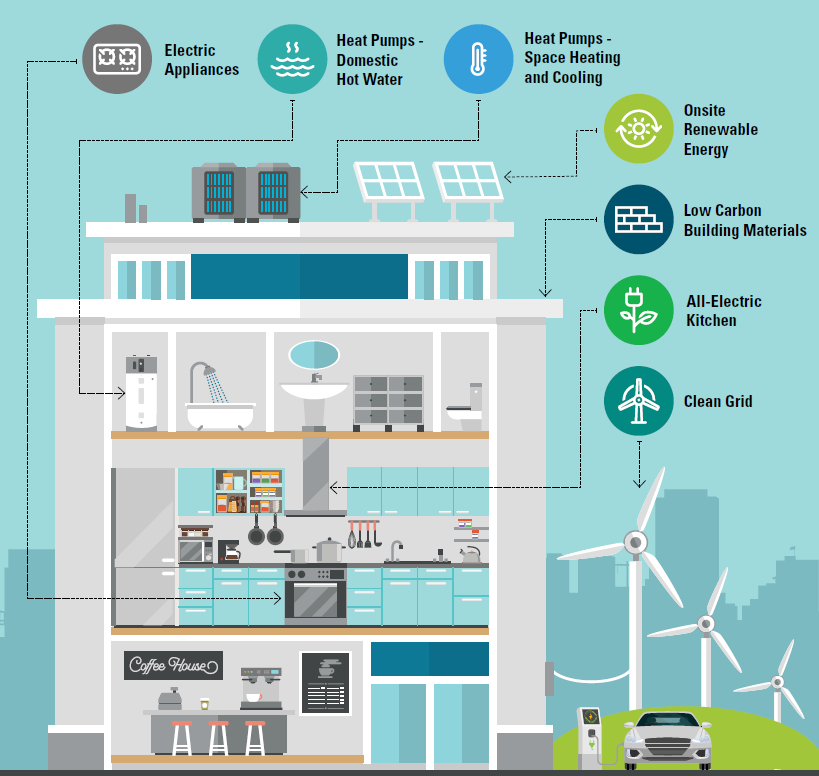 Electric
Appliances
Heat Pumps -
Domestic
Hot Water
Heat Pumps -
Space Heating
and Cooling
Onsite
Renewable
Energy
Low Carbon
Building Materials
All-Electric
Kitchen
Clean Grid
Coffee House